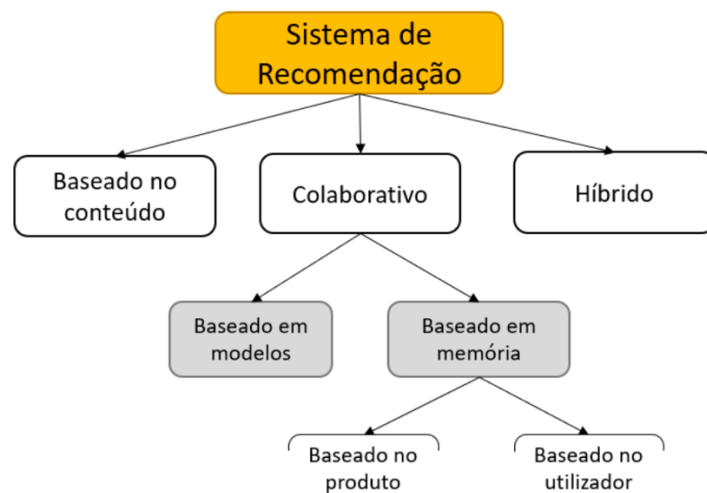 Sistema de
Recomendação
Baseado no
conteúdo
Colaborativo
Híbrido
Baseado em
modelos
Baseado em
memória
Baseado no
produto
Baseado no
utilizador